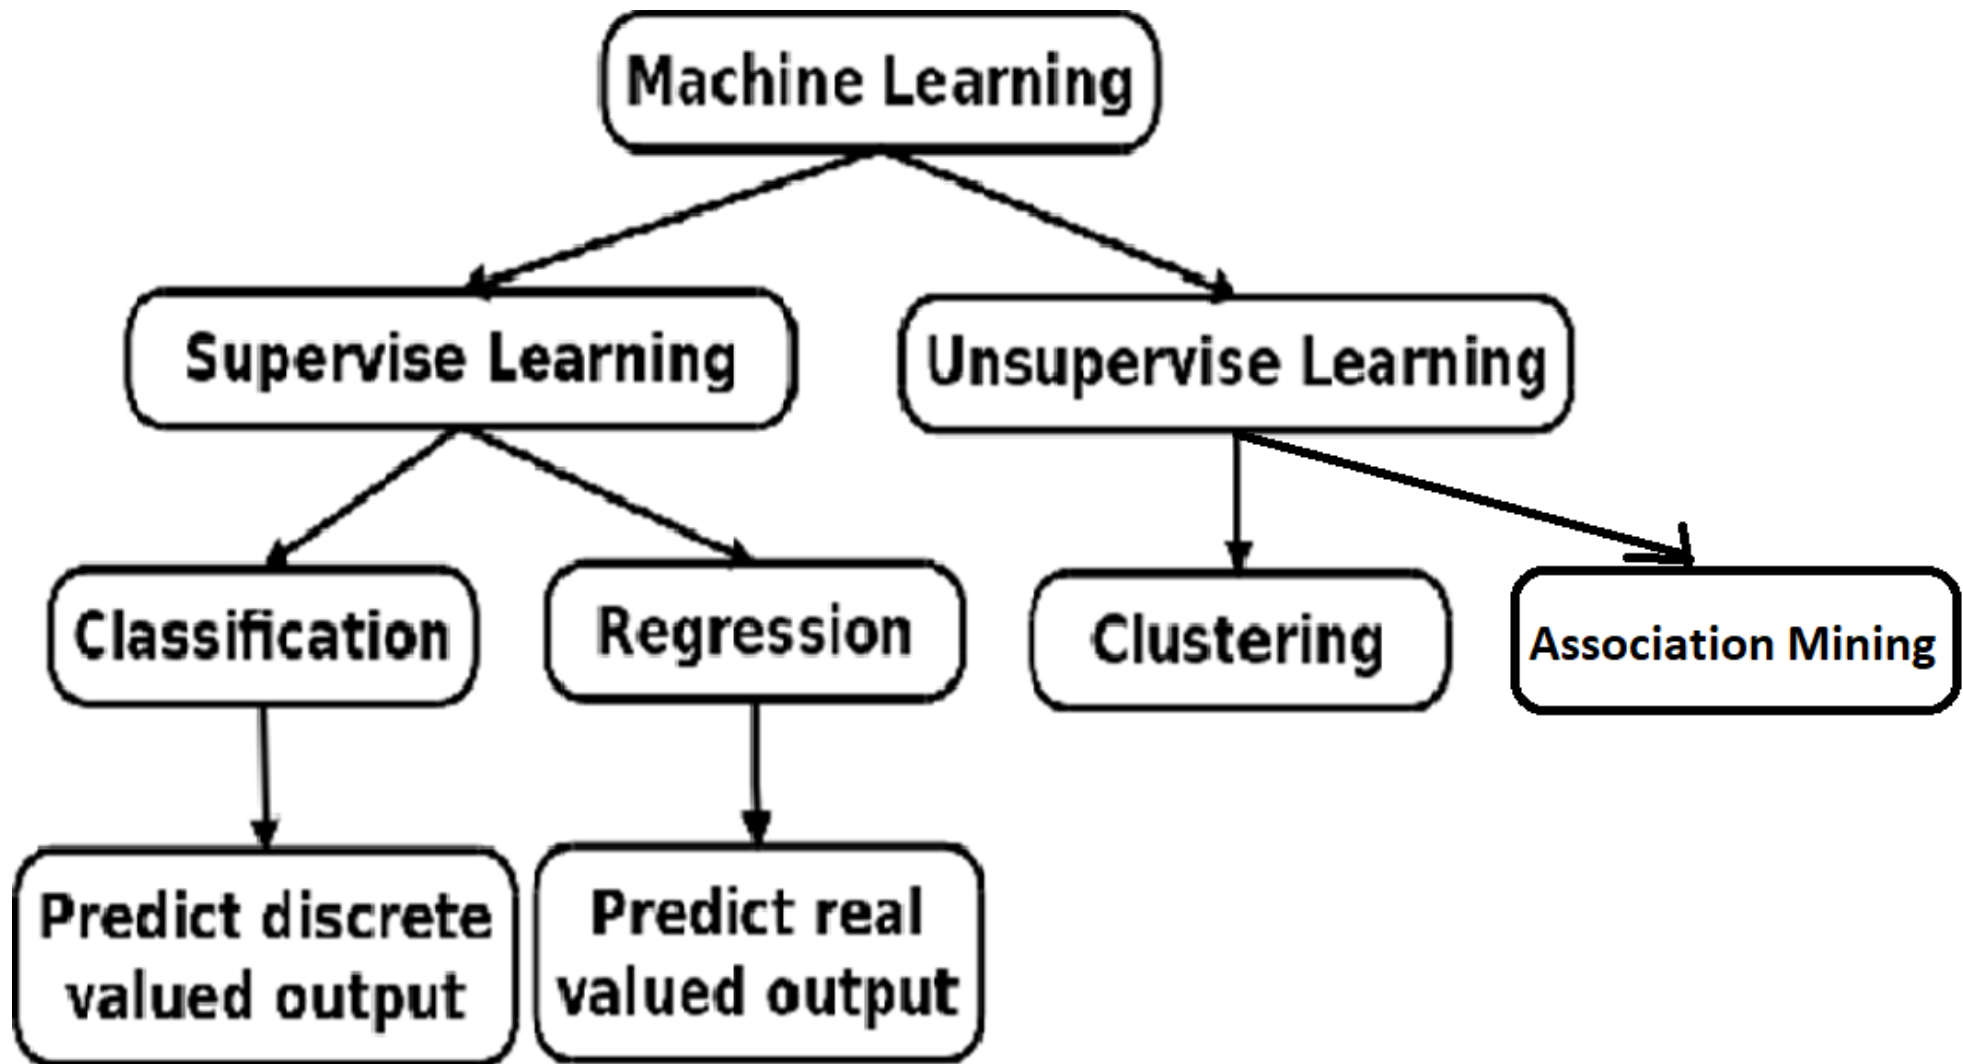 Machine Learning
Supervise Learning
Unsupervise Learning
Classification
Regression
Clustering
Association Mining
Predict discrete
valued output
Predict real
valued output